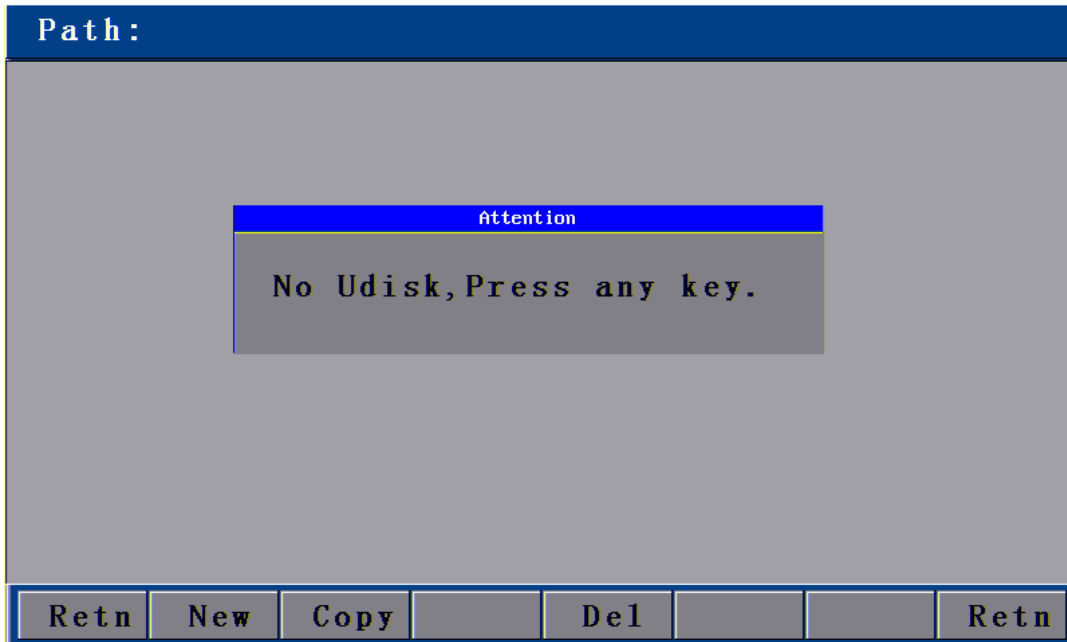 Path:
Attention
No Udisk,Press any key.
Retn New Copy Del Retn